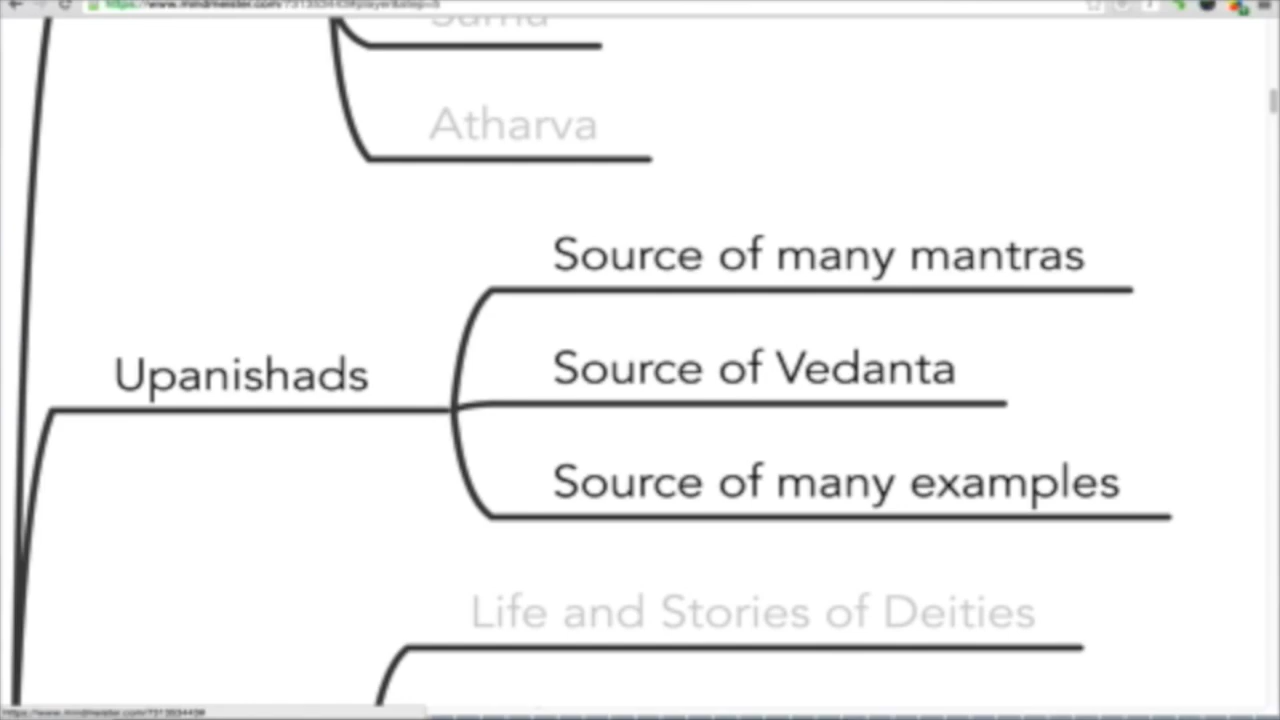 Atharva
Source of many mantras
Source of Vedanta
Upanishads
Source of many examples
Life and Stories of Deities